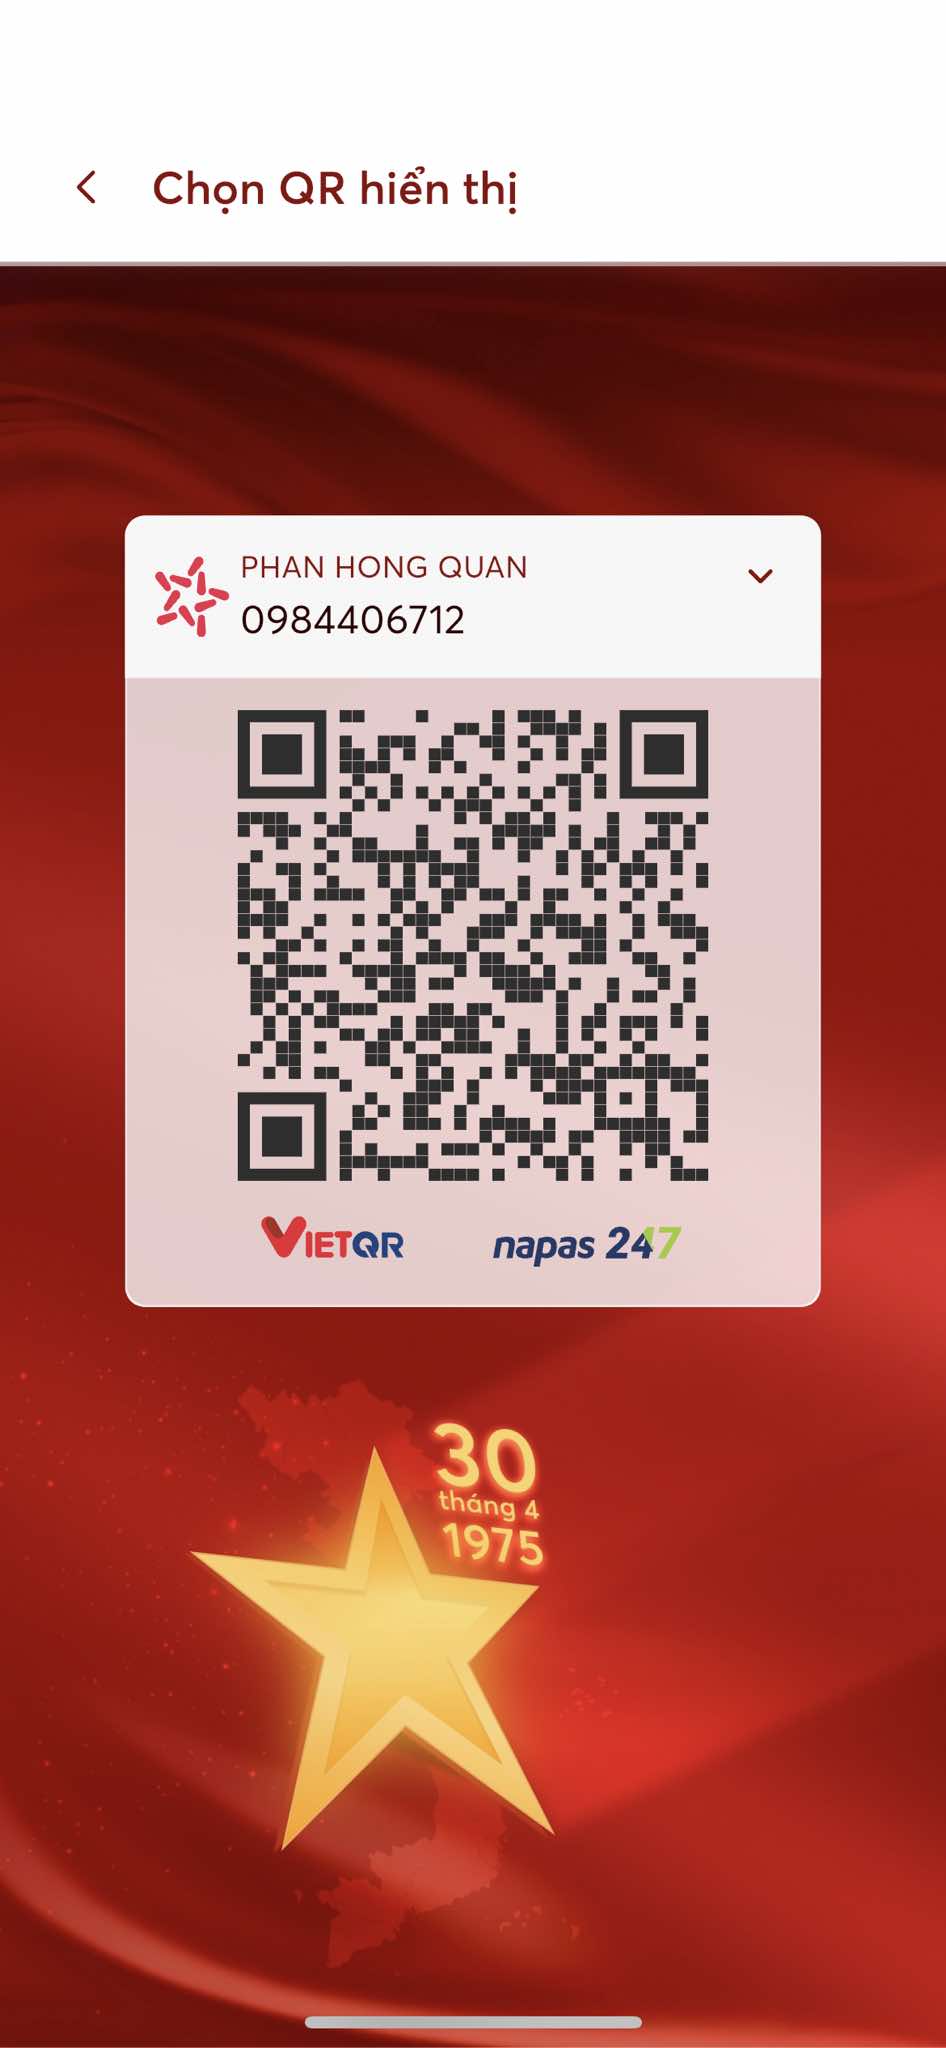 Chọn QR hiển thị
PHAN HONG QUAN
0984406712
VIETQR
napas 247
30
tháng 4
1975